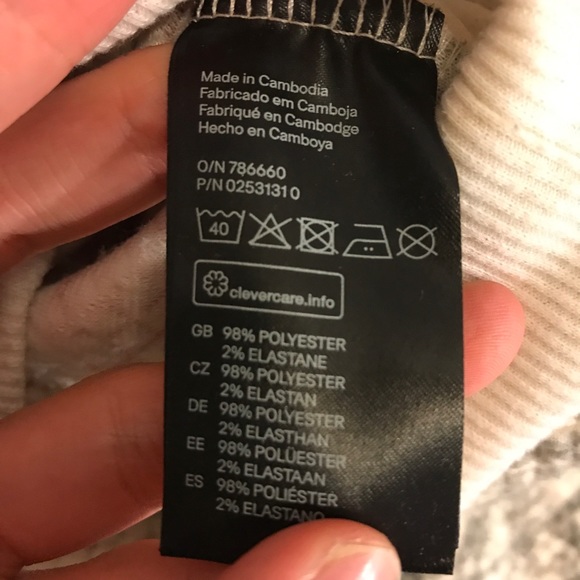 Made in Cambodia
Fabricado em Camboja
Fabriqué en Cambodge
Hecho en Camboya
O/N 786660
P/N 02531310
40
clevercare.info
GB 98% POLYESTER
2% ELASTANE
CZ 98% POLYESTER
2% ELASTAN
DE 98% POLYESTER
2% ELASTHAN
EE 98% POLÜESTER
2% ELASTAAN
ES 98% POLIÉSTER
2% ELASTANO